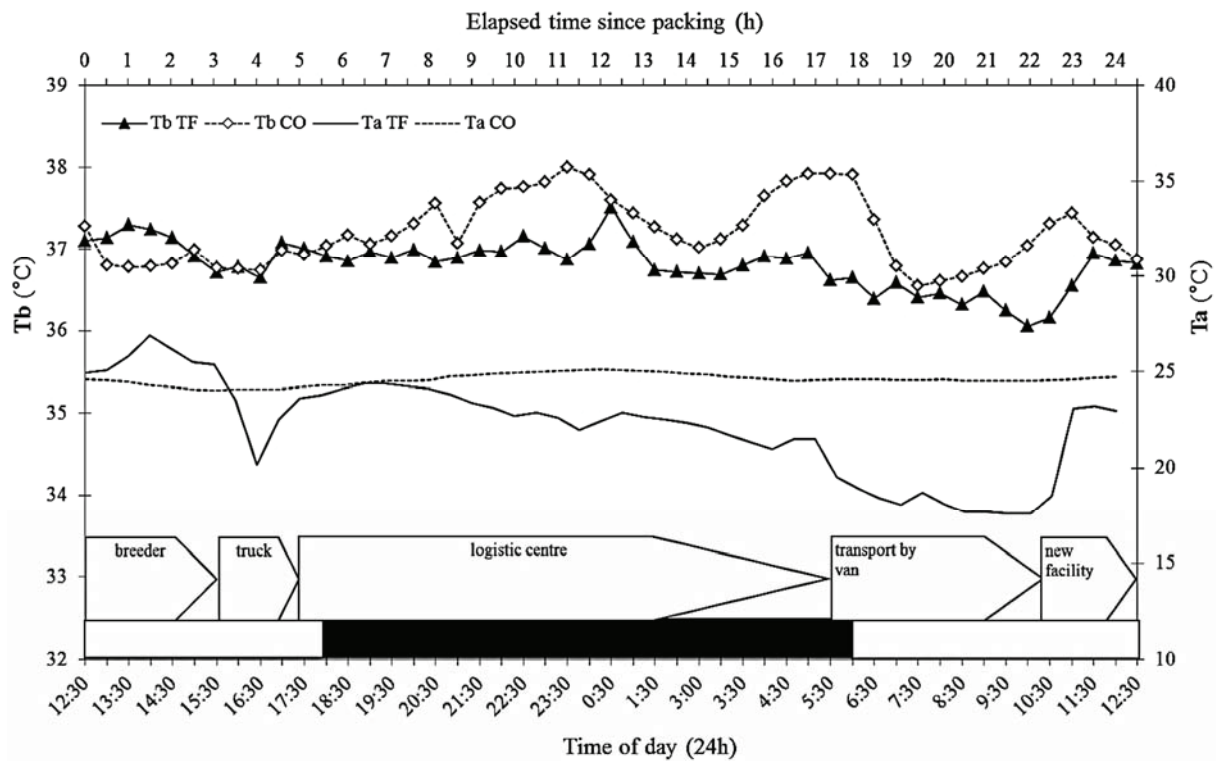 Elapsed time since packing (h)
0 1 2 3 4 5 6 7 8 9 10 11 12 13 14 15 16 17 18 19 20 21 22 23 24
39 40
Tb TF Tb CO Ta TF Ta CO
38
35
37
30
Tb (°C) Ta (°C)
36
25
35
20
34
breeder truck logistic centre transport by van new facility
33
15
32 10
12:30 13:30 14:30 15:30 16:30 17:30 18:30 19:30 20:30 21:30 22:30 23:30 0:30 1:30 3:00 3:30 4:30 5:30 6:30 7:30 8:30 9:30 10:30 11:30 12:30
Time of day (24h)